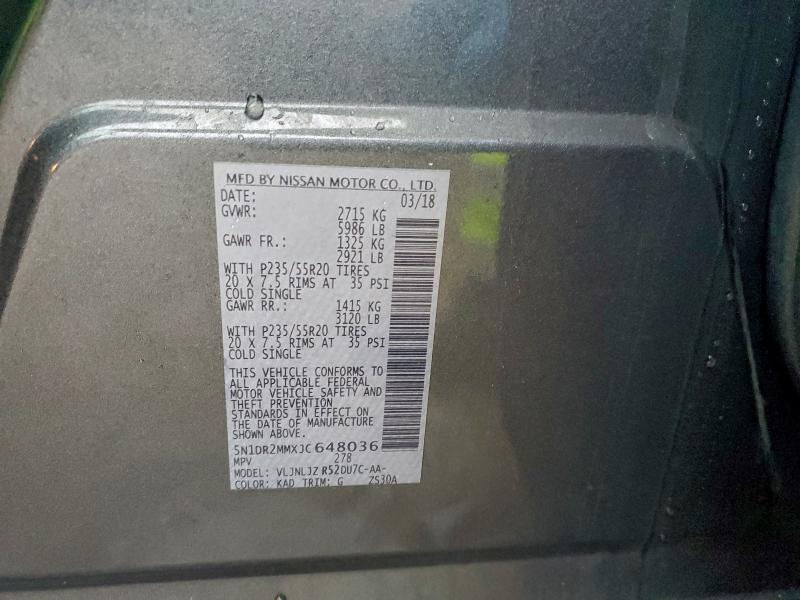 MFD BY NISSAN MOTOR CO., LTD.
DATE: 03/18
GVWR: 2715 KG
5986 LB
GAWR FR.: 1325 KG
2921 LB
WITH P235/55R20 TIRES
20 X 7.5 RIMS AT 35 PSI
COLD SINGLE
GAWR RR.: 1415 KG
3120 LB
WITH P235/55R20 TIRES
20 X 7.5 RIMS AT 35 PSI
COLD SINGLE
THIS VEHICLE CONFORMS TO
ALL APPLICABLE FEDERAL
MOTOR VEHICLE SAFETY AND
THEFT PREVENTION
STANDARDS IN EFFECT ON
THE DATE OF MANUFACTURE
SHOWN ABOVE.
5N1DR2MMXJC648036
MPV 278
MODEL: VLJNLJZ R520U7C-AA-
COLOR: KAD TRIM: G ZS30A